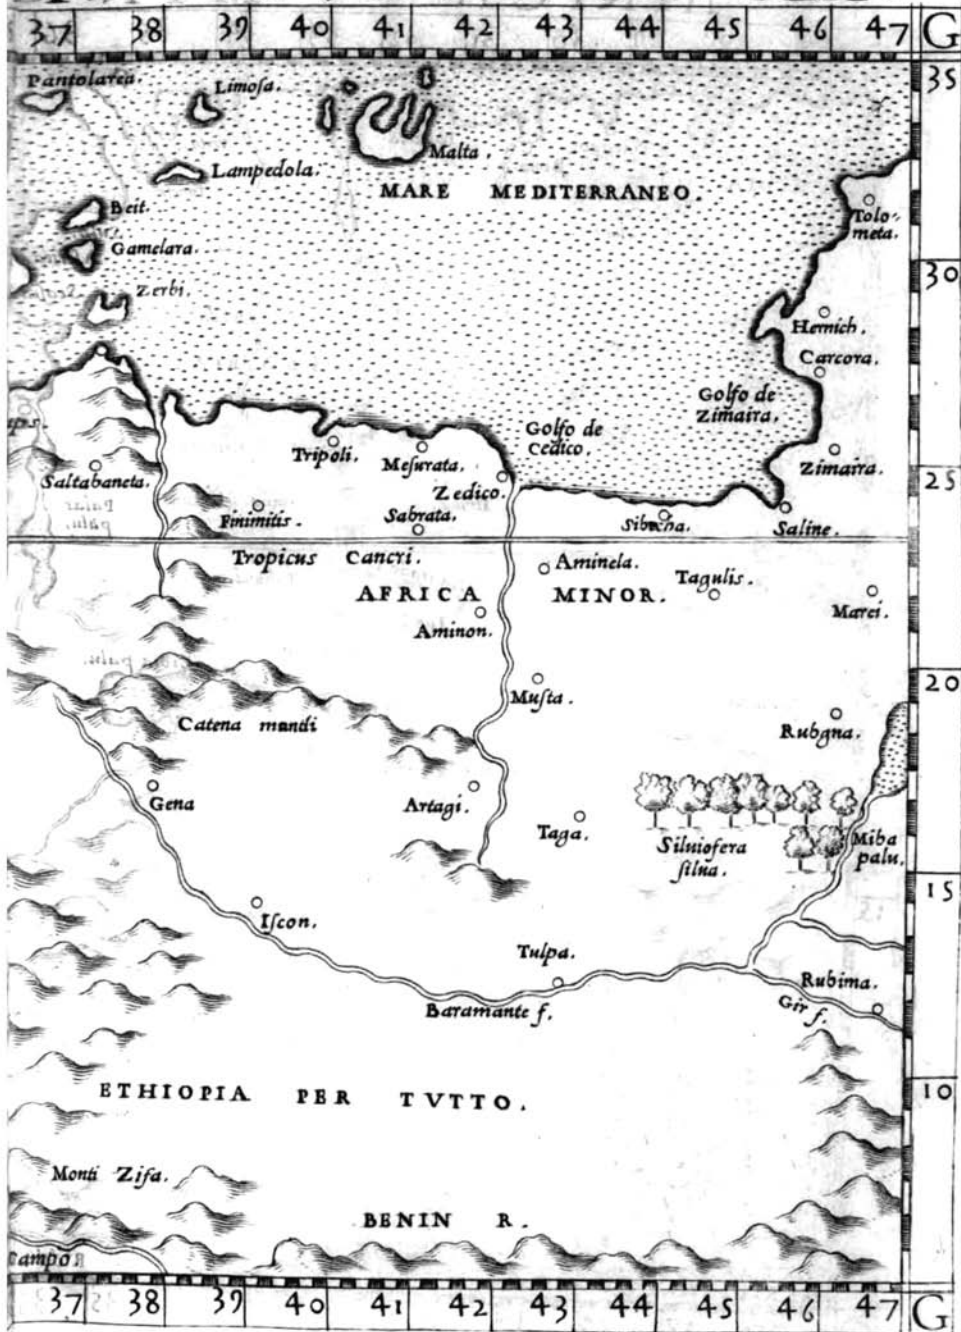 37 38 39 40 41 42 43 44 45 46 47 G
35
Pantolarea.
Limoſa.
Malta.
Lampedola.
MARE MEDITERRANEO.
Beit.
Tolo-
meta.
Gamelara.
30
Zerbi.
Hernich.
Carcora.
Golfo de
Zimaira.
Golfo de
Cedico.
Tripoli.
Meſurata.
Zimaira.
Saltabaneta.
Zedico.
25
Finimitis.
Sabrata.
Sibecha.
Saline.
Tropicus Cancri.
Aminela.
Tagulis.
AFRICA MINOR.
Marei.
Aminon.
20
Muſta.
Catena mandi
Rubgna.
Gena
Artagi.
Taga.
Siluiofera
ſilua.
Miba
palu.
15
Iſcon.
Tulpa.
Rubima.
Baramante f.
Gir f.
ETHIOPIA PER TVTTO.
10
Monti Zifa.
BENIN R.
campo
37 38 39 40 41 42 43 44 45 46 47 G